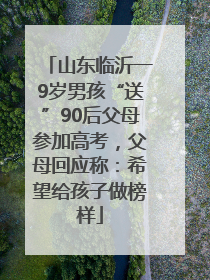 「山东临沂一
9岁男孩“送
”90后父母
参加高考，父
母回应称：希
望给孩子做榜
样」